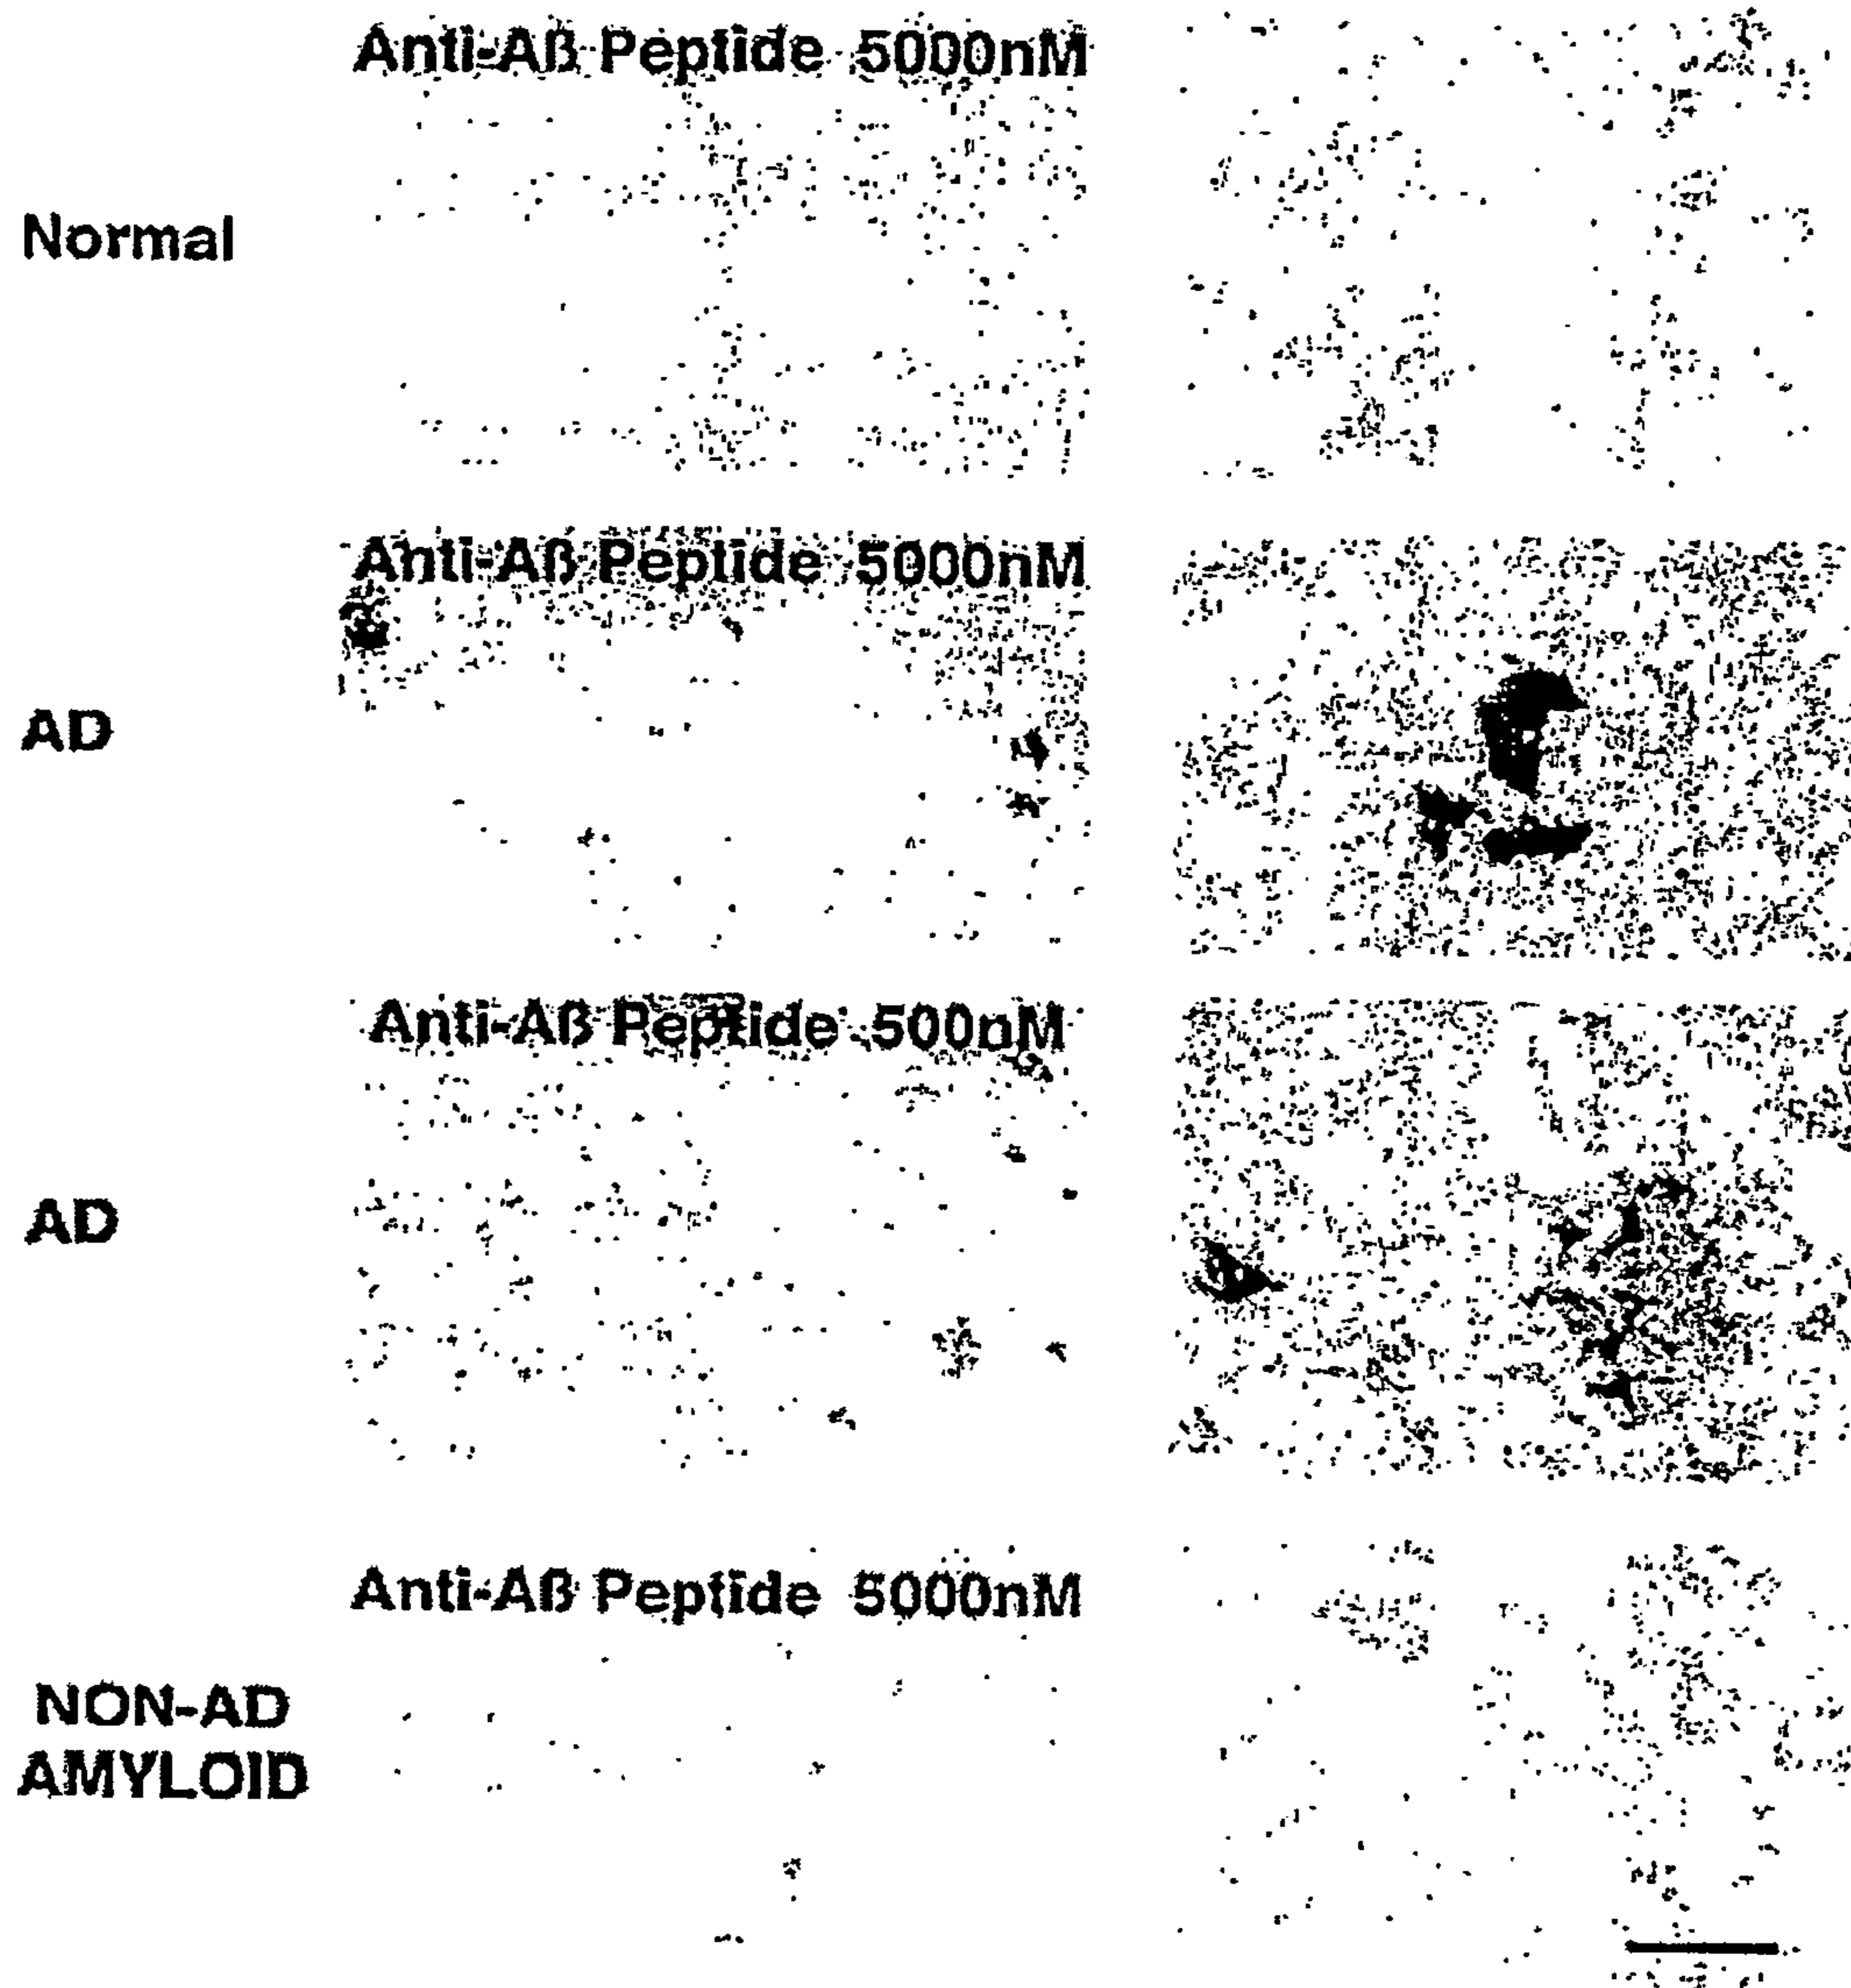 Anti-Aß Peptide 5000nM
Normal
Anti-Aß Peptide 5000nM
AD
Anti-Aß Peptide 500nM
AD
Anti-Aß Peptide 5000nM
NON-AD
AMYLOID